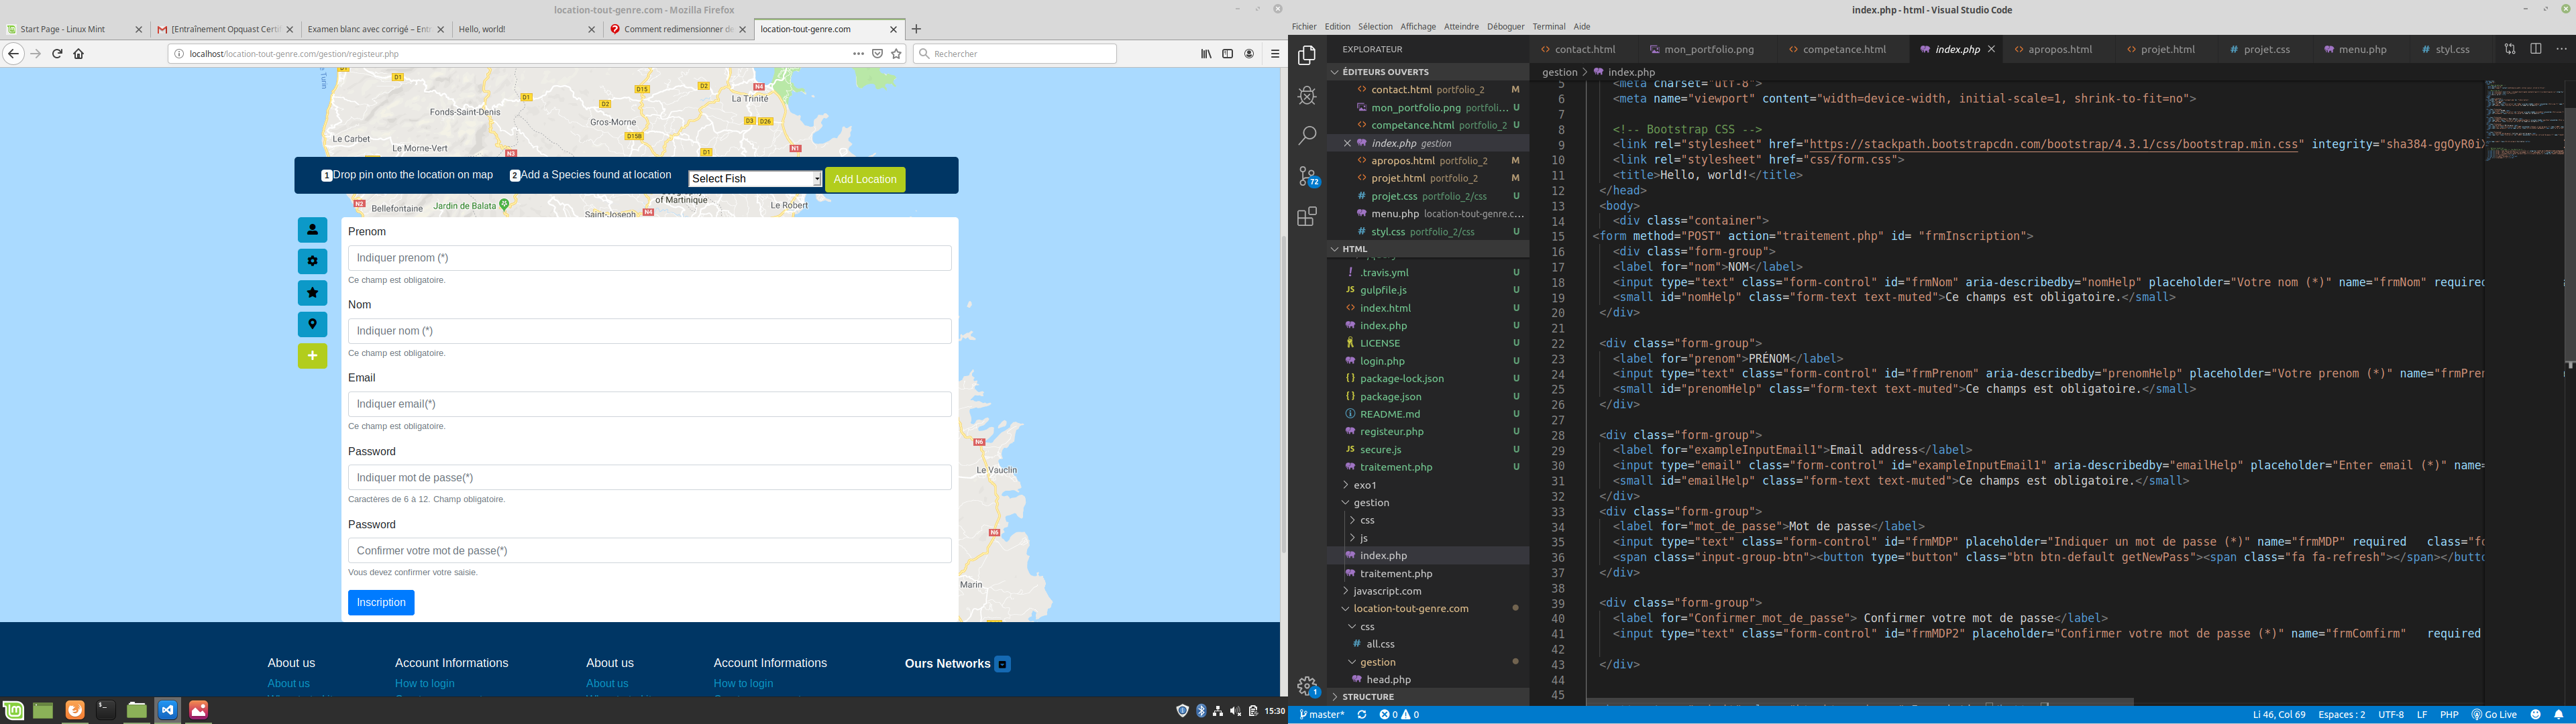 location-tout-genre.com - Mozilla Firefox
Start Page - Linux Mint
[Entraînement Opquast Certi
Examen blanc avec corrigé – Entr
Hello, world!
Comment redimensionner de
location-tout-genre.com
localhost/location-tout-genre.com/gestion/registeur.php
Rechercher
D1
D1
Fonds-Saint-Denis
D15
D2
N4
La Trinité
D1
Gros-Morne
D3
D26
Le Carbet
D15B
Le Morne-Vert
N3
D1
N1
1 Drop pin onto the location on map
2 Add a Species found at location
Select Fish
Add Location
N2
Bellefontaine
Jardin de Balata
Saint-Joseph
N4
of Martinique
Le Robert
Prenom
Indiquer prenom (*)
Ce champ est obligatoire.
Nom
Indiquer nom (*)
Ce champ est obligatoire.
Email
Indiquer email(*)
Ce champ est obligatoire.
Password
Indiquer mot de passe(*)
Caractères de 6 à 12. Champ obligatoire.
Password
Confirmer votre mot de passe(*)
Vous devez confirmer votre saisie.
Inscription
N6
Le Vauclin
N6
Marin
About us
Account Informations
About us
Account Informations
Ours Networks
About us
How to login
About us
How to login
15:30
index.php - html - Visual Studio Code
Fichier Edition Sélection Affichage Atteindre Déboguer Terminal Aide
EXPLORATEUR
ÉDITEURS OUVERTS
contact.html portfolio_2 M
mon_portfolio.png portfoli... U
competance.html portfolio_2 U
index.php gestion
apropos.html portfolio_2 M
projet.html portfolio_2 M
projet.css portfolio_2/css U
menu.php location-tout-genre.c...
styl.css portfolio_2/css U
HTML
.travis.yml U
gulpfile.js U
index.html U
index.php U
LICENSE U
login.php U
package-lock.json U
package.json U
README.md U
registeur.php U
secure.js U
traitement.php U
exo1
gestion
css
js
index.php
traitement.php
javascript.com
location-tout-genre.com
css
all.css
gestion
head.php
STRUCTURE
72
1
contact.html mon_portfolio.png competance.html index.php apropos.html projet.html projet.css menu.php styl.css
gestion > index.php
5 <meta charset="utf-8">
6 <meta name="viewport" content="width=device-width, initial-scale=1, shrink-to-fit=no">
7
8 <!-- Bootstrap CSS -->
9 <link rel="stylesheet" href="https://stackpath.bootstrapcdn.com/bootstrap/4.3.1/css/bootstrap.min.css" integrity="sha384-ggOyR0iX
10 <link rel="stylesheet" href="css/form.css">
11 <title>Hello, world!</title>
12 </head>
13 <body>
14 <div class="container">
15 <form method="POST" action="traitement.php" id= "frmInscription">
16 <div class="form-group">
17 <label for="nom">NOM</label>
18 <input type="text" class="form-control" id="frmNom" aria-describedby="nomHelp" placeholder="Votre nom (*)" name="frmNom" required
19 <small id="nomHelp" class="form-text text-muted">Ce champs est obligatoire.</small>
20 </div>
21
22 <div class="form-group">
23 <label for="prenom">PRÉNOM</label>
24 <input type="text" class="form-control" id="frmPrenom" aria-describedby="prenomHelp" placeholder="Votre prenom (*)" name="frmPren
25 <small id="prenomHelp" class="form-text text-muted">Ce champs est obligatoire.</small>
26 </div>
27
28 <div class="form-group">
29 <label for="exampleInputEmail1">Email address</label>
30 <input type="email" class="form-control" id="exampleInputEmail1" aria-describedby="emailHelp" placeholder="Enter email (*)" name=
31 <small id="emailHelp" class="form-text text-muted">Ce champs est obligatoire.</small>
32 </div>
33 <div class="form-group">
34 <label for="mot_de_passe">Mot de passe</label>
35 <input type="text" class="form-control" id="frmMDP" placeholder="Indiquer un mot de passe (*)" name="frmMDP" required class="fo
36 <span class="input-group-btn"><button type="button" class="btn btn-default getNewPass"><span class="fa fa-refresh"></span></butto
37 </div>
38
39 <div class="form-group">
40 <label for="Confirmer_mot_de_passe"> Confirmer votre mot de passe</label>
41 <input type="text" class="form-control" id="frmMDP2" placeholder="Confirmer votre mot de passe (*)" name="frmComfirm" required
42
43 </div>
44
45
master* 0 0
Li 46, Col 69 Espaces : 2 UTF-8 LF PHP Go Live